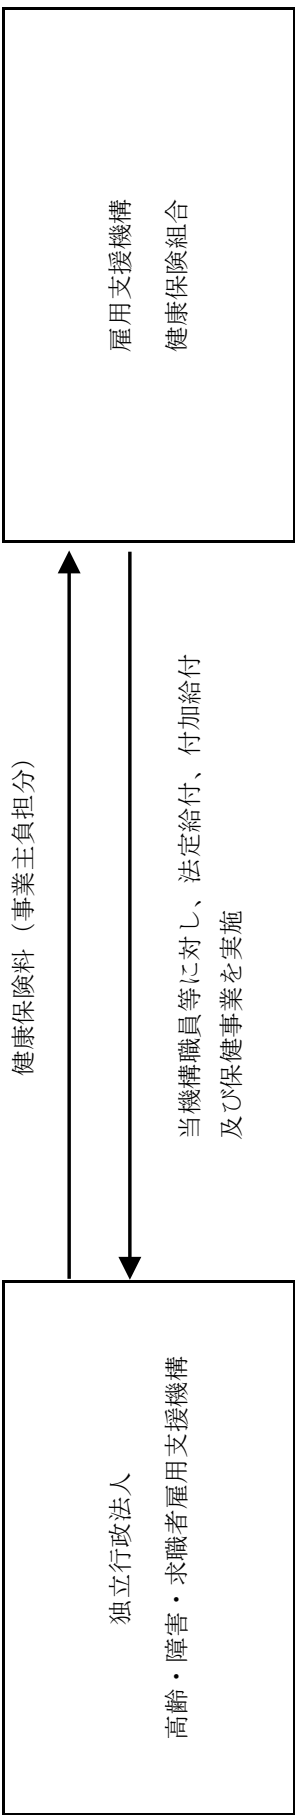 独立行政法人
高齢・障害・求職者雇用支援機構
健康保険料（事業主負担分）
当機構職員等に対し、法定給付、付加給付
及び保健事業を実施
雇用支援機構
健康保険組合